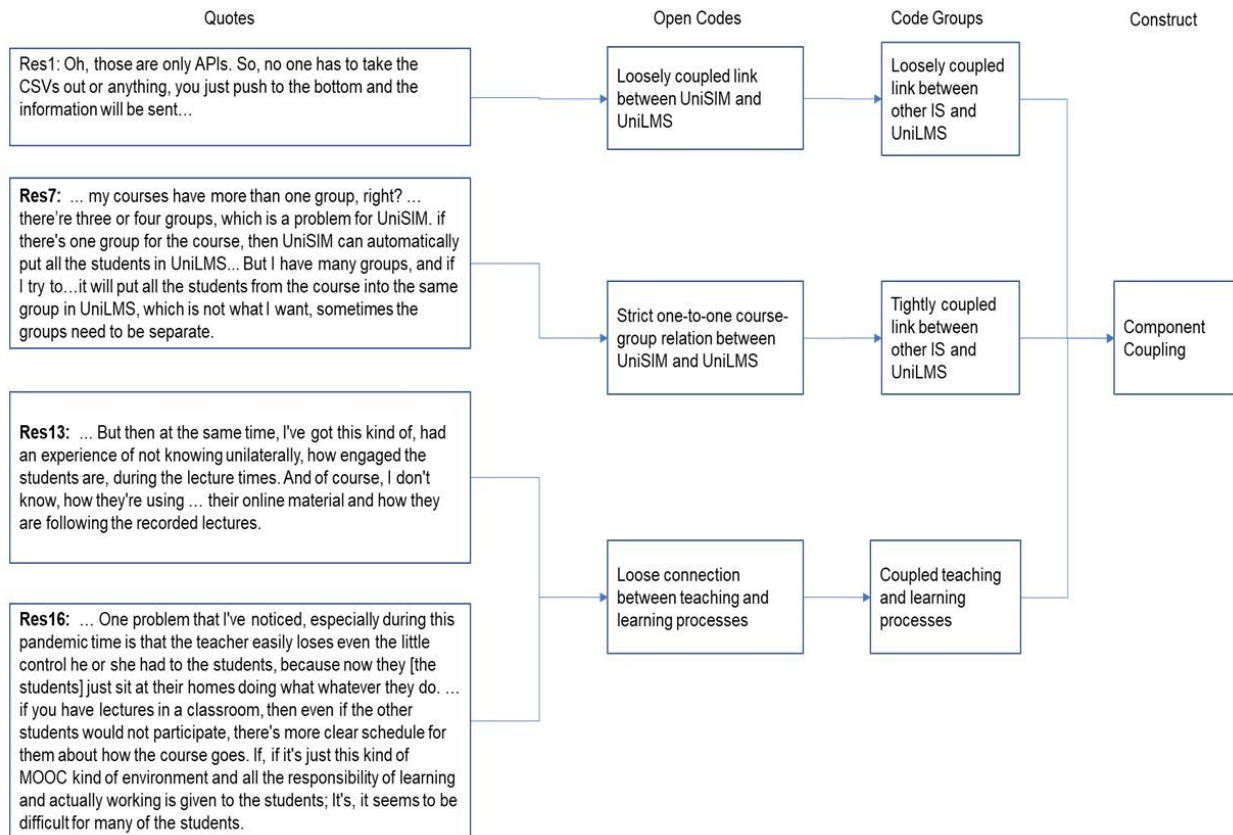 Quotes
Open Codes
Code Groups
Construct
Res1: Oh, those are only APIs. So, no one has to take the
CSVs out or anything, you just push to the bottom and the
information will be sent…
Loosely coupled link
between UniSIM and
UniLMS
Loosely coupled
link between
other IS and
UniLMS
Res7: ... my courses have more than one group, right? ...
there're three or four groups, which is a problem for UniSIM. if
there's one group for the course, then UniSIM can automatically
put all the students in UniLMS... But I have many groups, and if
I try to…it will put all the students from the course into the same
group in UniLMS, which is not what I want, sometimes the
groups need to be separate.
Strict one-to-one course-
group relation between
UniSIM and UniLMS
Tightly coupled
link between
other IS and
UniLMS
Component
Coupling
Res13: ... But then at the same time, I've got this kind of, had
an experience of not knowing unilaterally, how engaged the
students are, during the lecture times. And of course, I don't
know, how they're using … their online material and how they
are following the recorded lectures.
Loose connection
between teaching and
learning processes
Coupled teaching
and learning
processes
Res16: ... One problem that I've noticed, especially during this
pandemic time is that the teacher easily loses even the little
control he or she had to the students, because now they [the
students] just sit at their homes doing what whatever they do. …
if you have lectures in a classroom, then even if the other
students would not participate, there's more clear schedule for
them about how the course goes. If, if it's just this kind of
MOOC kind of environment and all the responsibility of learning
and actually working is given to the students; It's, it seems to be
difficult for many of the students.